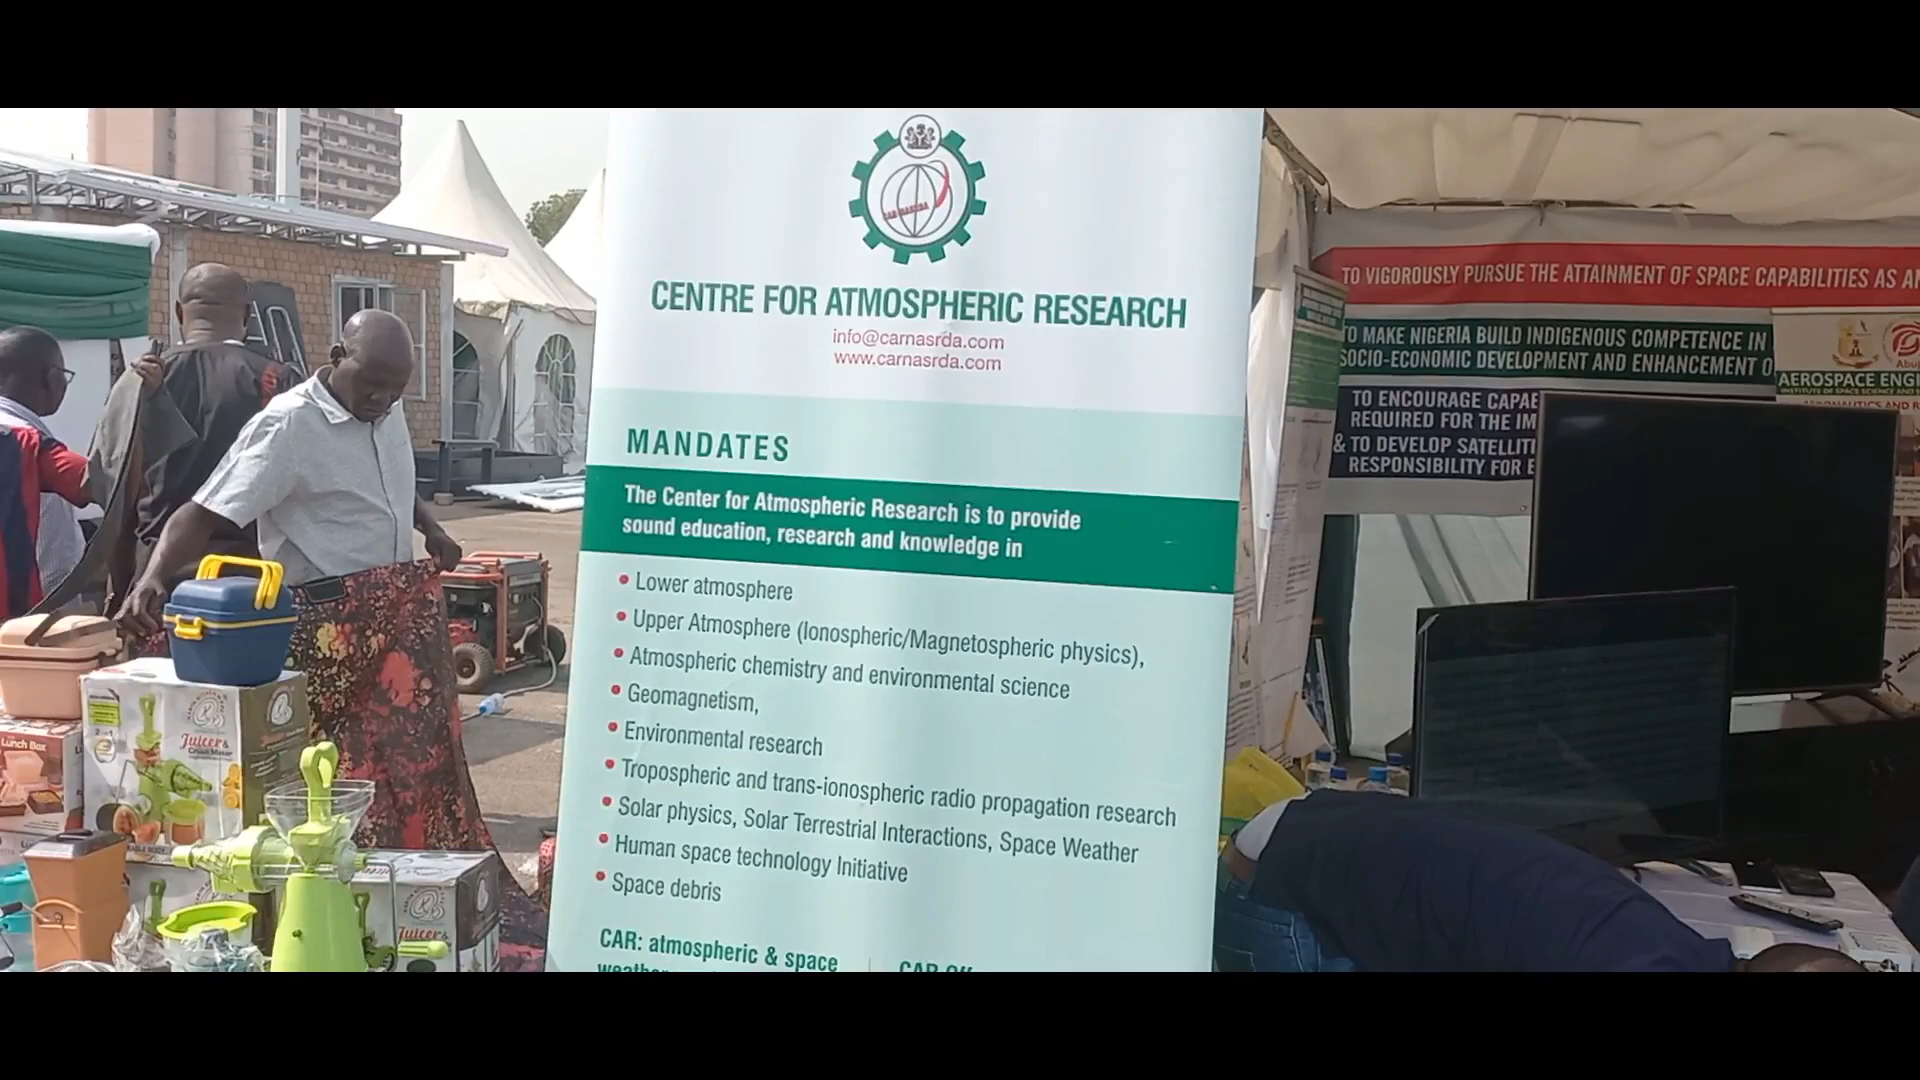 CENTRE FOR ATMOSPHERIC RESEARCH
info@carnasrda.com
www.carnasrda.com
MANDATES
The Center for Atmospheric Research is to provide
sound education, research and knowledge in
• Lower atmosphere
• Upper Atmosphere (Ionospheric/Magnetospheric physics),
• Atmospheric chemistry and environmental science
• Geomagnetism,
• Environmental research
• Tropospheric and trans-ionospheric radio propagation research
• Solar physics, Solar Terrestrial Interactions, Space Weather
• Human space technology Initiative
• Space debris
CAR: atmospheric & space
TO VIGOROUSLY PURSUE THE ATTAINMENT OF SPACE CAPABILITIES AS AN
TO MAKE NIGERIA BUILD INDIGENOUS COMPETENCE IN
SOCIO-ECONOMIC DEVELOPMENT AND ENHANCEMENT O
TO ENCOURAGE CAPAB
REQUIRED FOR THE IM
& TO DEVELOP SATELLIT
RESPONSIBILITY FOR E
AEROSPACE ENGI
Lunch Box
Juicer &
Juicer &